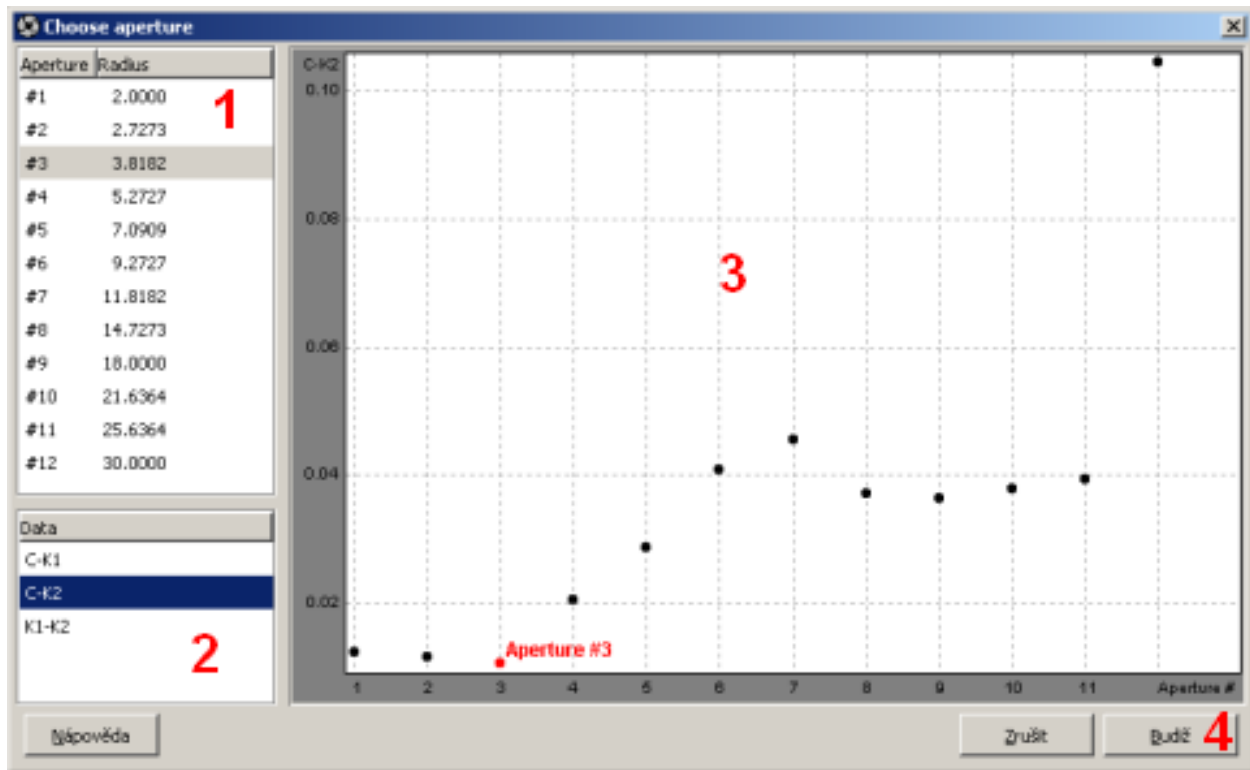 Choose aperture
Aperture Radius
#1 2.0000
#2 2.7273
#3 3.8182
#4 5.2727
#5 7.0909
#6 9.2727
#7 11.8182
#8 14.7273
#9 18.0000
#10 21.6364
#11 25.6364
#12 30.0000
1
Data
C-K1
C-K2
K1-K2
2
C-K2
0.10
0.08
0.06
0.04
0.02
3
Aperture #3
1 2 3 4 5 6 7 8 9 10 11 Aperture #
Nápověda
Zrušit
Budiž
4